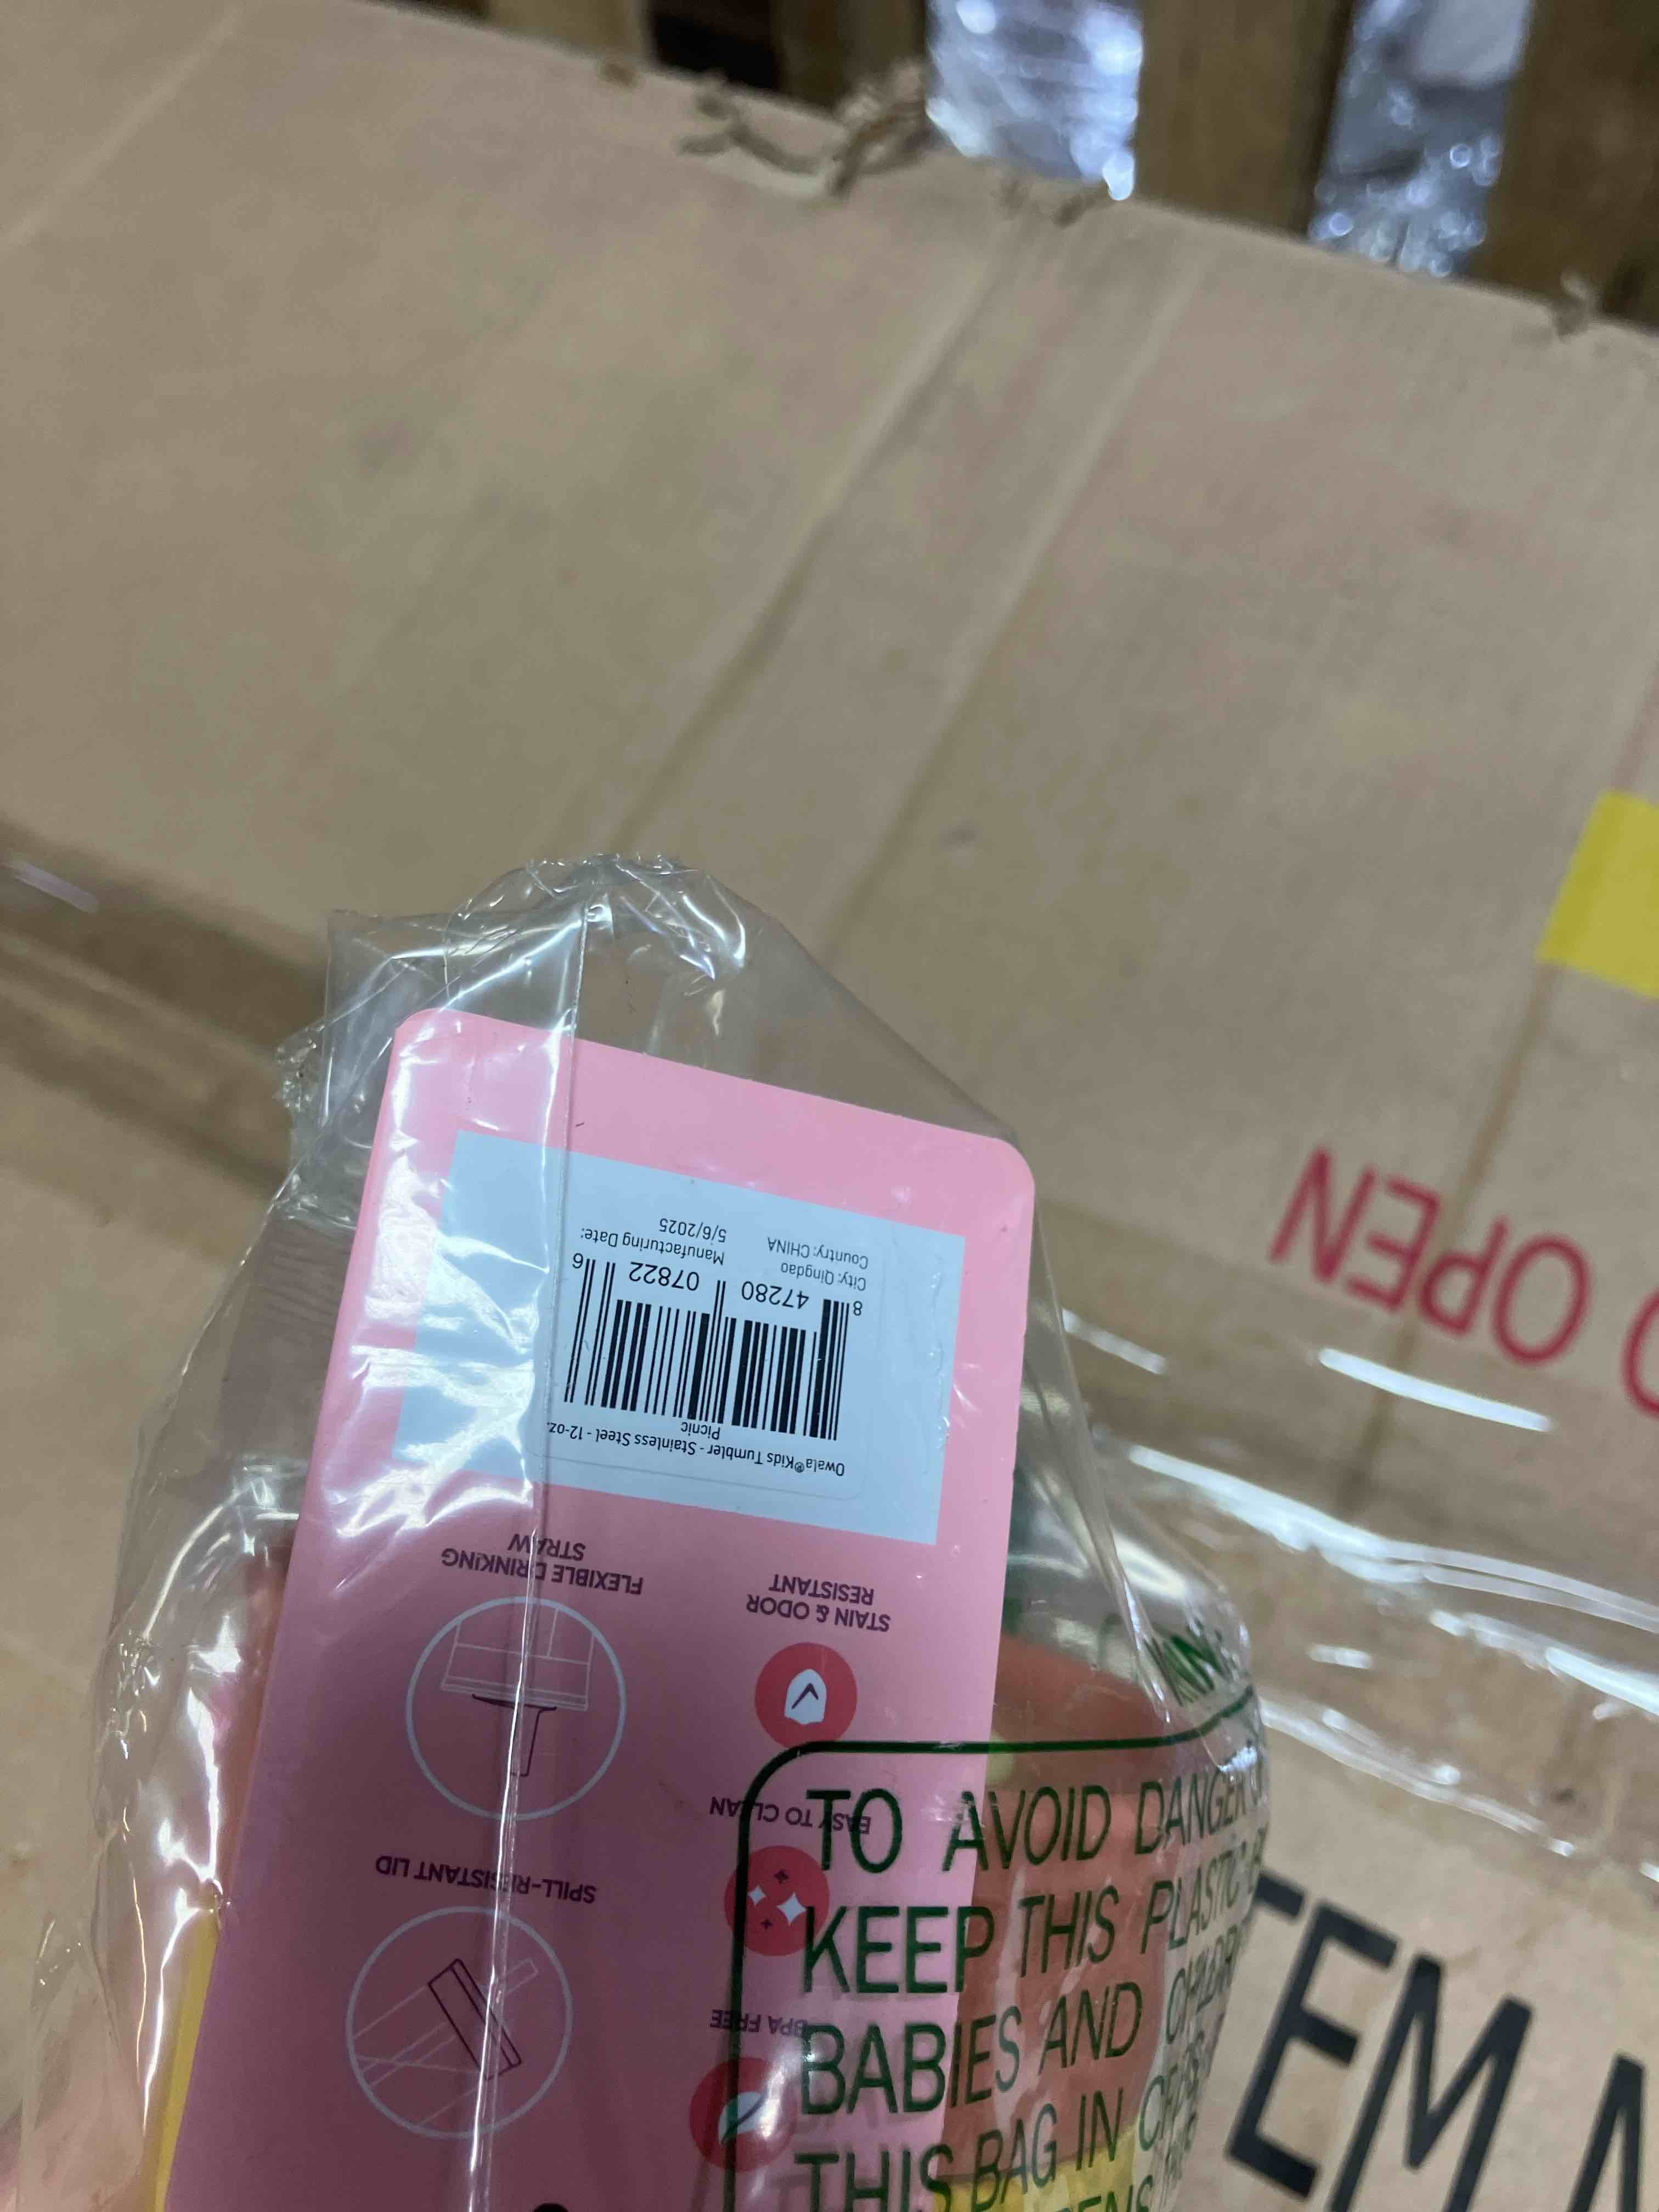 Owala® Kids Tumbler - Stainless Steel - 12-oz.
Picnic
8 47280 07822 6
City: Qingdao
Country: CHINA
Manufacturing Date:
5/6/2025
STAIN & ODOR
RESISTANT
FLEXIBLE DRINKING
STRAW
EASY TO CLEAN
SPILL-RESISTANT LID
BPA FREE
TO AVOID DANGER
KEEP THIS PLASTIC
BABIES AND
THIS BAG IN
OPEN